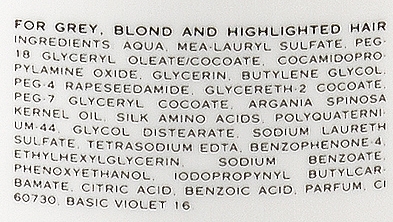 FOR GREY, BLOND AND HIGHLIGHTED HAIR
INGREDIENTS: AQUA, MEA-LAURYL SULFATE, PEG-
18 GLYCERYL OLEATE/COCOATE, COCAMIDOPRO-
PYLAMINE OXIDE, GLYCERIN, BUTYLENE GLYCOL,
PEG-4 RAPESEEDAMIDE, GLYCERETH-2 COCOATE,
PEG-7 GLYCERYL COCOATE, ARGANIA SPINOSA
KERNEL OIL, SILK AMINO ACIDS, POLYQUATERNI-
UM-44, GLYCOL DISTEARATE, SODIUM LAURETH
SULFATE, TETRASODIUM EDTA, BENZOPHENONE-4,
ETHYLHEXYLGLYCERIN, SODIUM BENZOATE,
PHENOXYETHANOL, IODOPROPYNYL BUTYLCAR-
BAMATE, CITRIC ACID, BENZOIC ACID, PARFUM, CI
60730, BASIC VIOLET 16